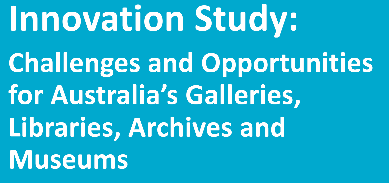 Innovation Study:
Challenges and Opportunities
for Australia's Galleries,
Libraries, Archives and
Museums